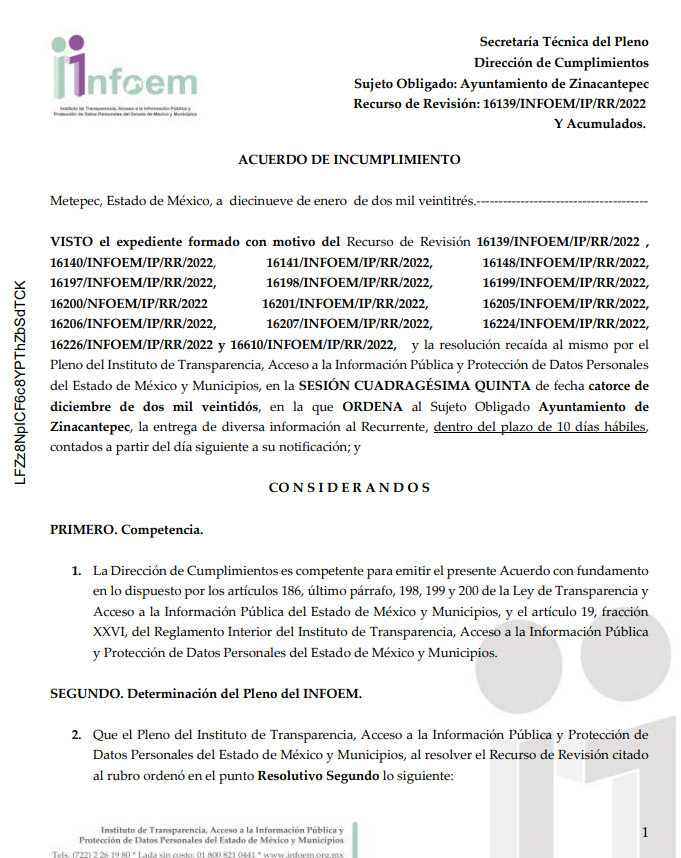 infoem
Instituto de Transparencia, Acceso a la Información Pública y
Protección de Datos Personales del Estado de México y Municipios
Secretaría Técnica del Pleno
Dirección de Cumplimientos
Sujeto Obligado: Ayuntamiento de Zinacantepec
Recurso de Revisión: 16139/INFOEM/IP/RR/2022
Y Acumulados.
ACUERDO DE INCUMPLIMIENTO
Metepec, Estado de México, a diecinueve de enero de dos mil veintitrés.---------------------------------------
VISTO el expediente formado con motivo del Recurso de Revisión 16139/INFOEM/IP/RR/2022 ,
16140/INFOEM/IP/RR/2022, 16141/INFOEM/IP/RR/2022, 16148/INFOEM/IP/RR/2022,
16197/INFOEM/IP/RR/2022, 16198/INFOEM/IP/RR/2022, 16199/INFOEM/IP/RR/2022,
16200/NFOEM/IP/RR/2022 16201/INFOEM/IP/RR/2022, 16205/INFOEM/IP/RR/2022,
16206/INFOEM/IP/RR/2022, 16207/INFOEM/IP/RR/2022, 16224/INFOEM/IP/RR/2022,
16226/INFOEM/IP/RR/2022 y 16610/INFOEM/IP/RR/2022, y la resolución recaída al mismo por el
Pleno del Instituto de Transparencia, Acceso a la Información Pública y Protección de Datos Personales
del Estado de México y Municipios, en la SESIÓN CUADRAGÉSIMA QUINTA de fecha catorce de
diciembre de dos mil veintidós, en la que ORDENA al Sujeto Obligado Ayuntamiento de
Zinacantepec, la entrega de diversa información al Recurrente, dentro del plazo de 10 días hábiles,
contados a partir del día siguiente a su notificación; y
C O N S I D E R A N D O S
PRIMERO. Competencia.
1. La Dirección de Cumplimientos es competente para emitir el presente Acuerdo con fundamento
en lo dispuesto por los artículos 186, último párrafo, 198, 199 y 200 de la Ley de Transparencia y
Acceso a la Información Pública del Estado de México y Municipios, y el artículo 19, fracción
XXVI, del Reglamento Interior del Instituto de Transparencia, Acceso a la Información Pública
y Protección de Datos Personales del Estado de México y Municipios.
SEGUNDO. Determinación del Pleno del INFOEM.
2. Que el Pleno del Instituto de Transparencia, Acceso a la Información Pública y Protección de
Datos Personales del Estado de México y Municipios, al resolver el Recurso de Revisión citado
al rubro ordenó en el punto Resolutivo Segundo lo siguiente:
LFZz8NpICF6c8YPThZbSdTCK
Instituto de Transparencia, Acceso a la Información Pública y
Protección de Datos Personales del Estado de México y Municipios
Tels. (722) 2 26 19 80 * Lada sin costo: 01 800 821 0441 * www.infoem.org.mx
1